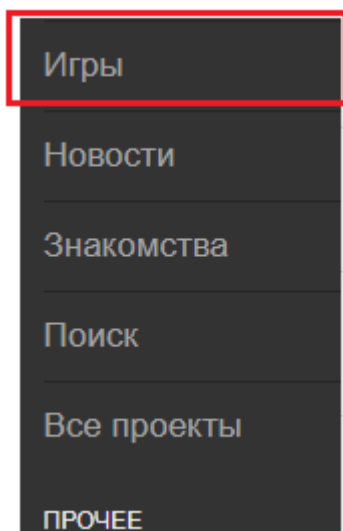 Игры
Новости
Знакомства
Поиск
Все проекты
ПРОЧЕЕ